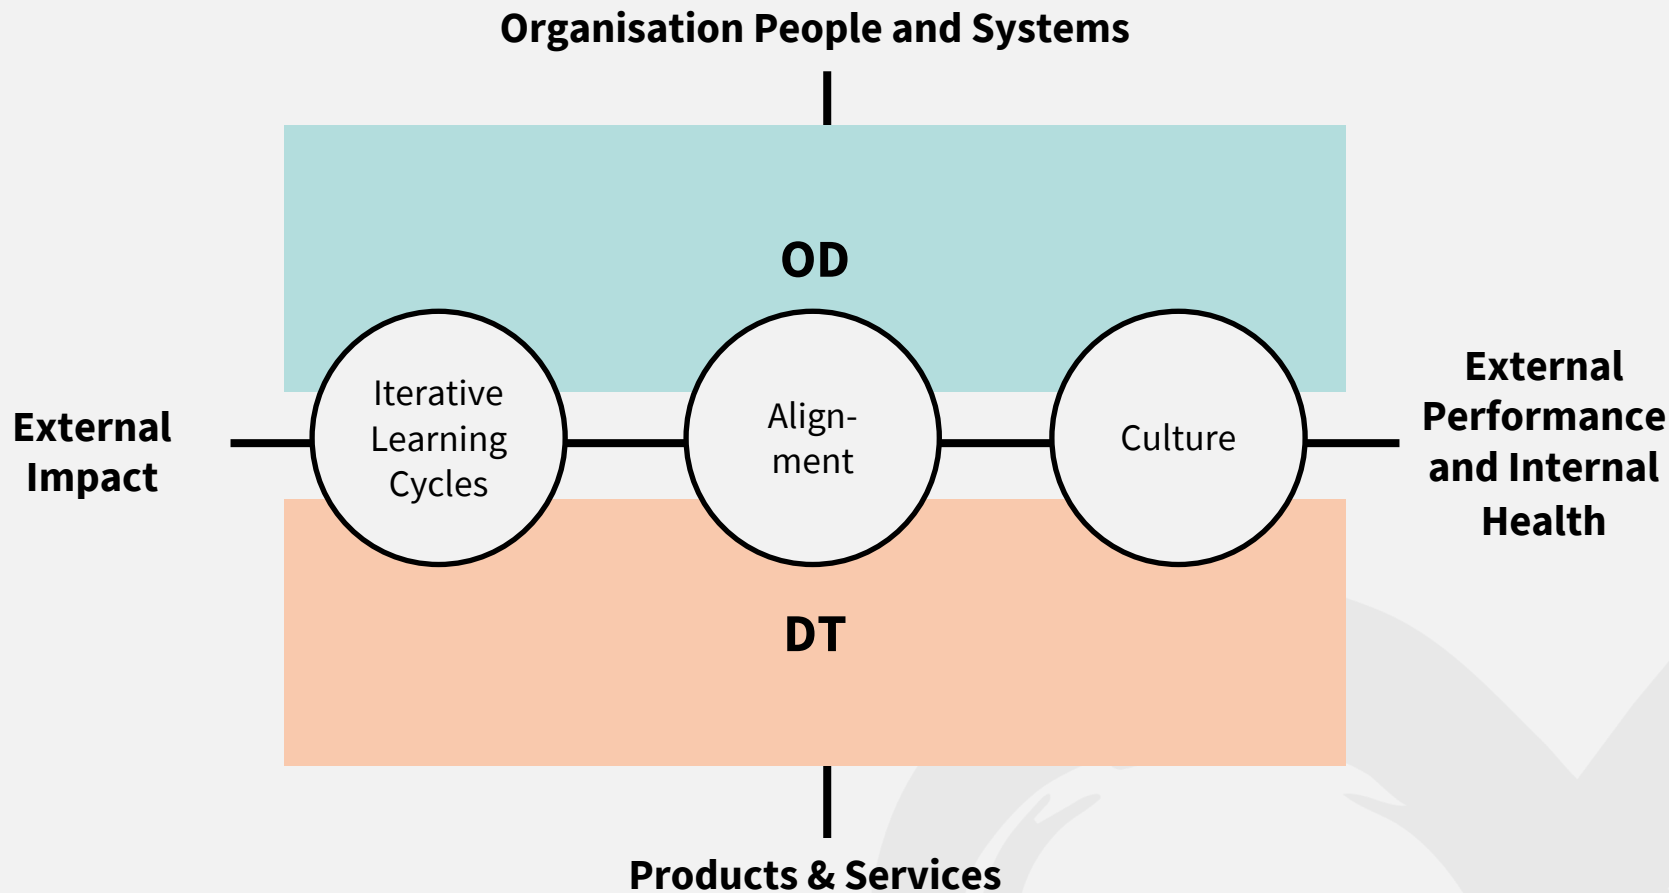 Organisation People and Systems
OD
Iterative
Learning
Cycles
Align-
ment
Culture
External
Impact
External
Performance
and Internal
Health
DT
Products & Services